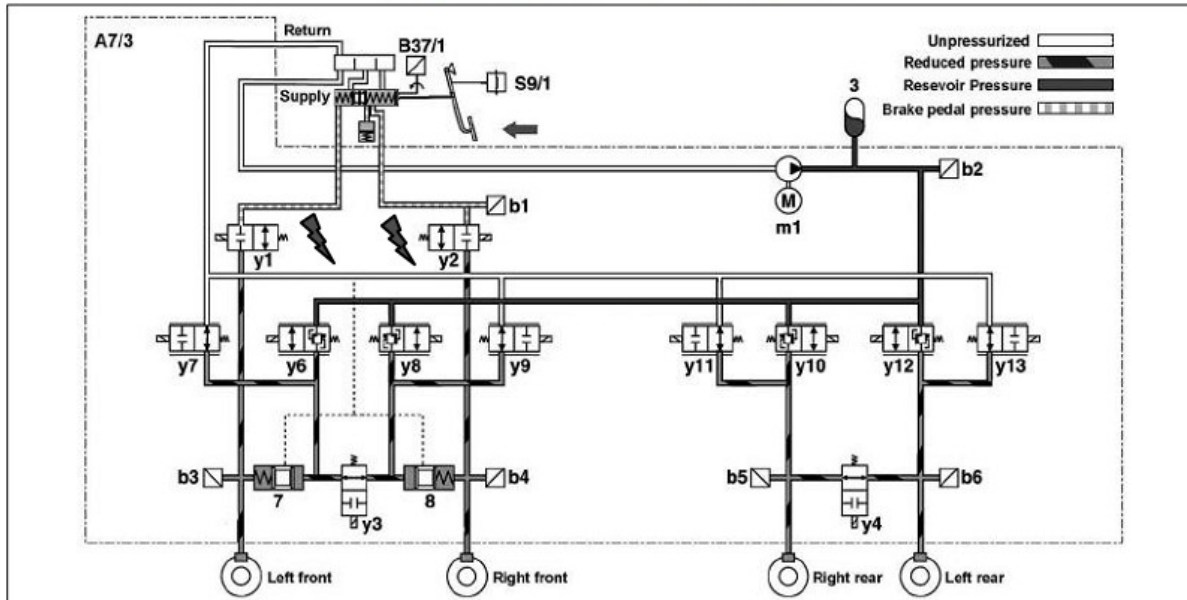 A7/3
Return
B37/1
S9/1
Supply
Unpressurized
Reduced pressure
Resevoir Pressure
Brake pedal pressure
3
b2
b1
M
m1
y1
y2
y7
y6
y8
y9
y11
y10
y12
y13
b3
7
y3
8
b4
b5
y4
b6
Left front
Right front
Right rear
Left rear